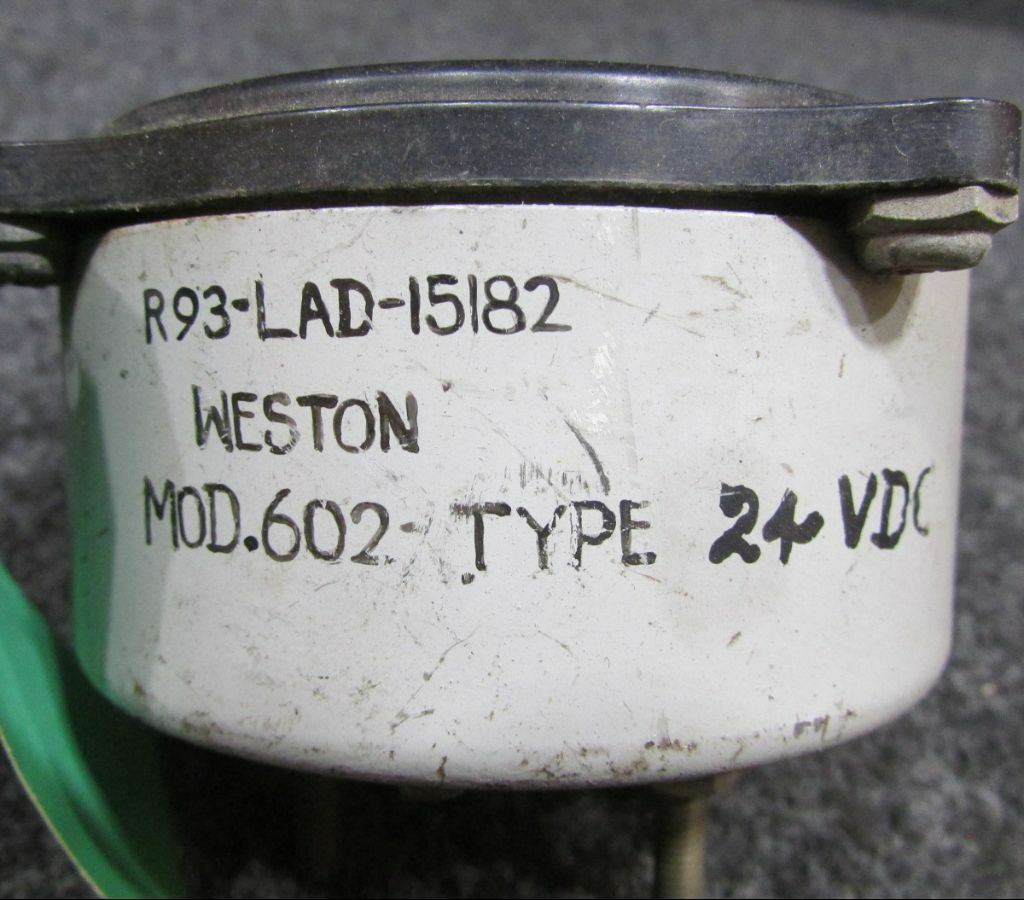 R93-LAD-15182
WESTON
MOD.602-TYPE 24 VDC